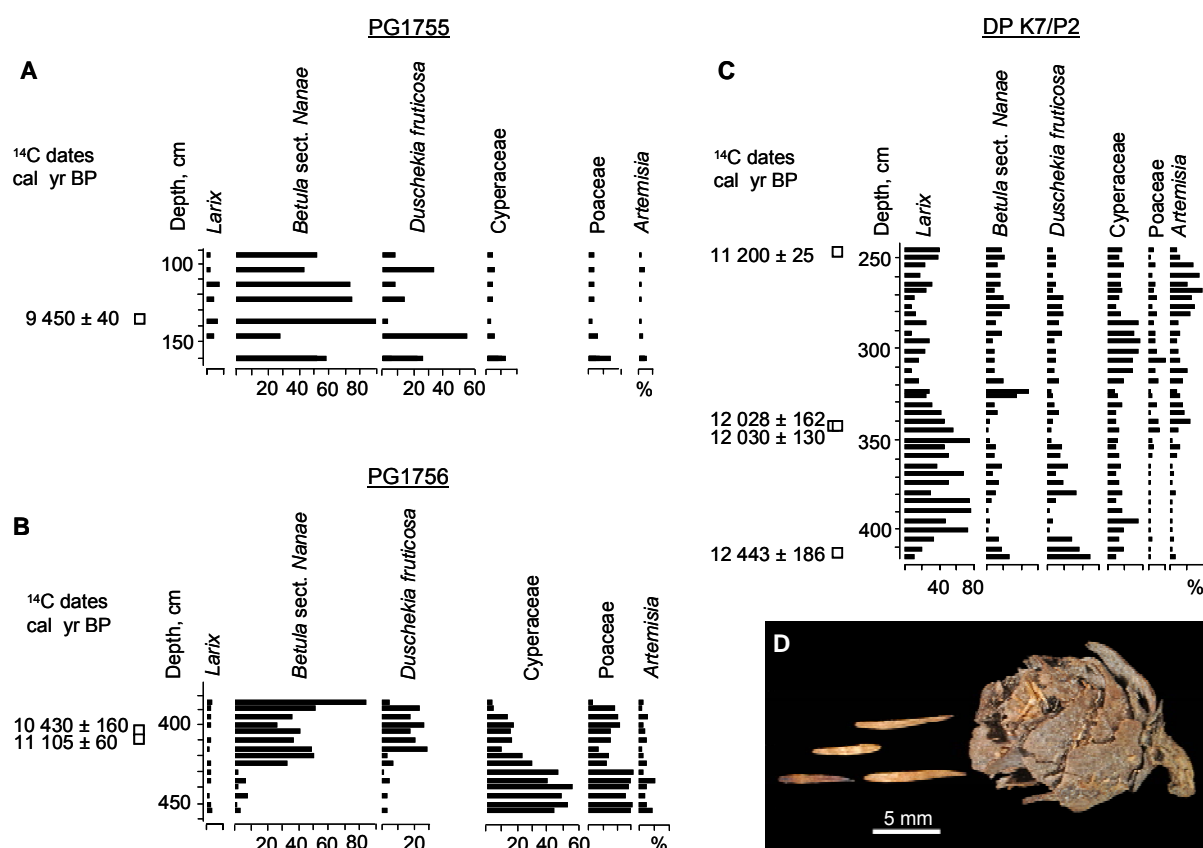 PG1755
A
¹⁴C dates
cal yr BP
Depth, cm
Larix
Betula sect. Nanae
Duschekia fruticosa
Cyperaceae
Poaceae
Artemisia
100
9 450 ± 40
150
20 40 60 80
20 40 60
%
PG1756
B
¹⁴C dates
cal yr BP
Depth, cm
Larix
Betula sect. Nanae
Duschekia fruticosa
Cyperaceae
Poaceae
Artemisia
400
10 430 ± 160
11 105 ± 60
450
20 40 60 80
20
20 40 60
%
DP K7/P2
C
¹⁴C dates
cal yr BP
Depth, cm
Larix
Betula sect. Nanae
Duschekia fruticosa
Cyperaceae
Poaceae
Artemisia
11 200 ± 25
250
300
12 028 ± 162
12 030 ± 130
350
400
12 443 ± 186
40 80
%
D
5 mm